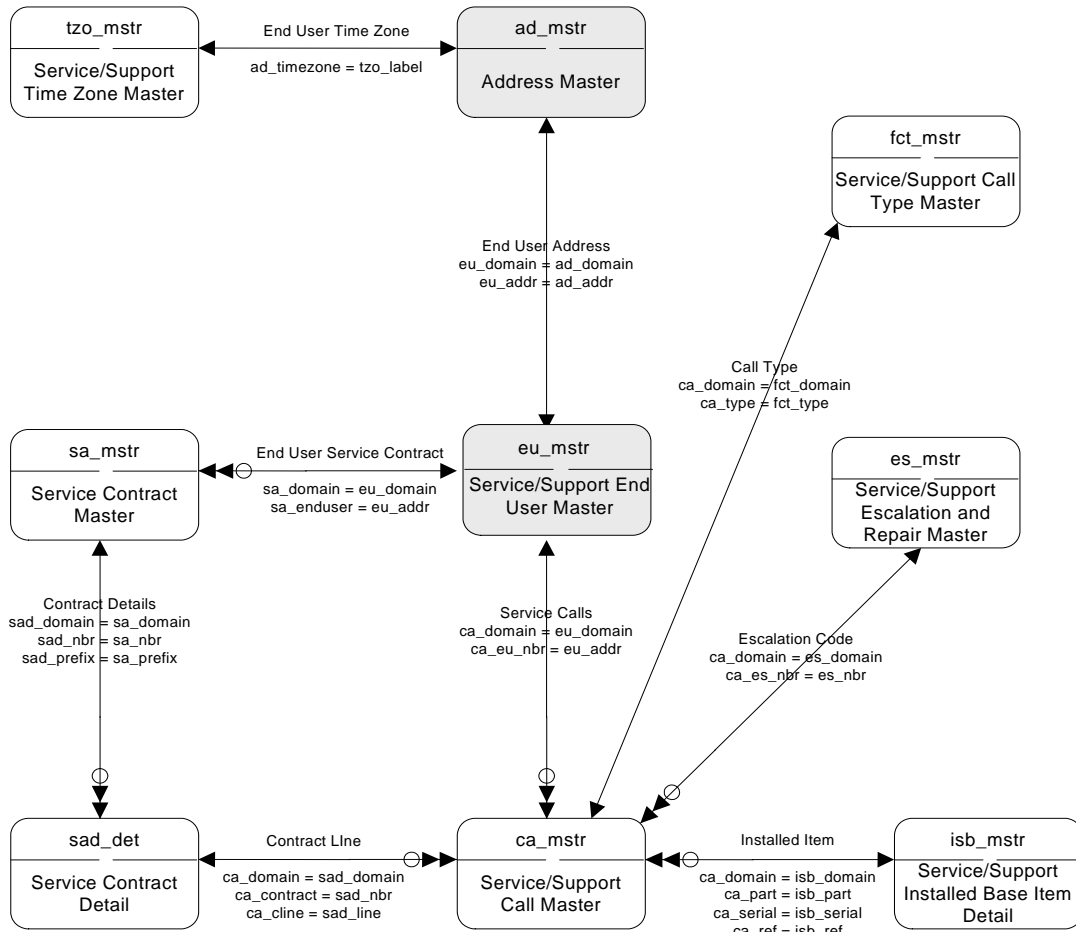 tzo_mstr
Service/Support
Time Zone Master
End User Time Zone
ad_timezone = tzo_label
ad_mstr
Address Master
fct_mstr
Service/Support Call
Type Master
End User Address
eu_domain = ad_domain
eu_addr = ad_addr
Call Type
ca_domain = fct_domain
ca_type = fct_type
sa_mstr
Service Contract
Master
End User Service Contract
sa_domain = eu_domain
sa_enduser = eu_addr
eu_mstr
Service/Support End
User Master
es_mstr
Service/Support
Escalation and
Repair Master
Contract Details
sad_domain = sa_domain
sad_nbr = sa_nbr
sad_prefix = sa_prefix
Service Calls
ca_domain = eu_domain
ca_eu_nbr = eu_addr
Escalation Code
ca_domain = es_domain
ca_es_nbr = es_nbr
sad_det
Service Contract
Detail
Contract LIne
ca_domain = sad_domain
ca_contract = sad_nbr
ca_cline = sad_line
ca_mstr
Service/Support
Call Master
Installed Item
ca_domain = isb_domain
ca_part = isb_part
ca_serial = isb_serial
ca_ref = isb_ref
isb_mstr
Service/Support
Installed Base Item
Detail